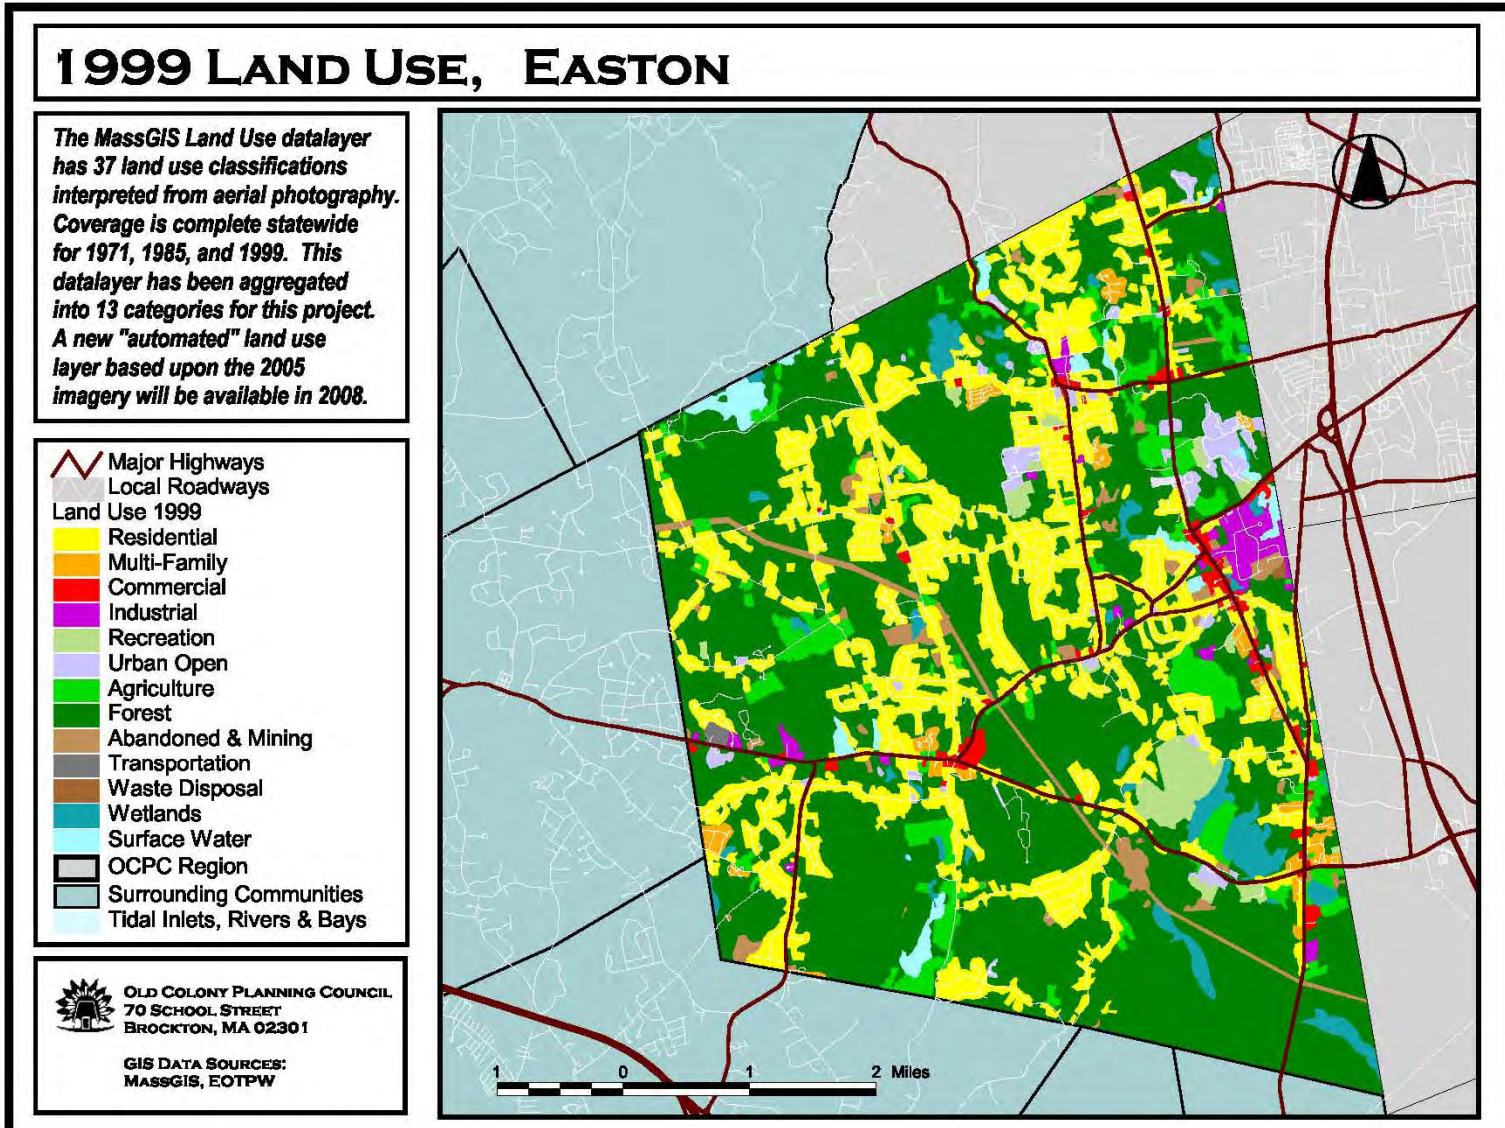 1999 LAND USE, EASTON
The MassGIS Land Use datalayer
has 37 land use classifications
interpreted from aerial photography.
Coverage is complete statewide
for 1971, 1985, and 1999. This
datalayer has been aggregated
into 13 categories for this project.
A new "automated" land use
layer based upon the 2005
imagery will be available in 2008.
Major Highways
Local Roadways
Land Use 1999
Residential
Multi-Family
Commercial
Industrial
Recreation
Urban Open
Agriculture
Forest
Abandoned & Mining
Transportation
Waste Disposal
Wetlands
Surface Water
OCPC Region
Surrounding Communities
Tidal Inlets, Rivers & Bays
OLD COLONY PLANNING COUNCIL
70 SCHOOL STREET
BROCKTON, MA 02301
GIS DATA SOURCES:
MASSGIS, EOTPW
1 0 1 2 Miles